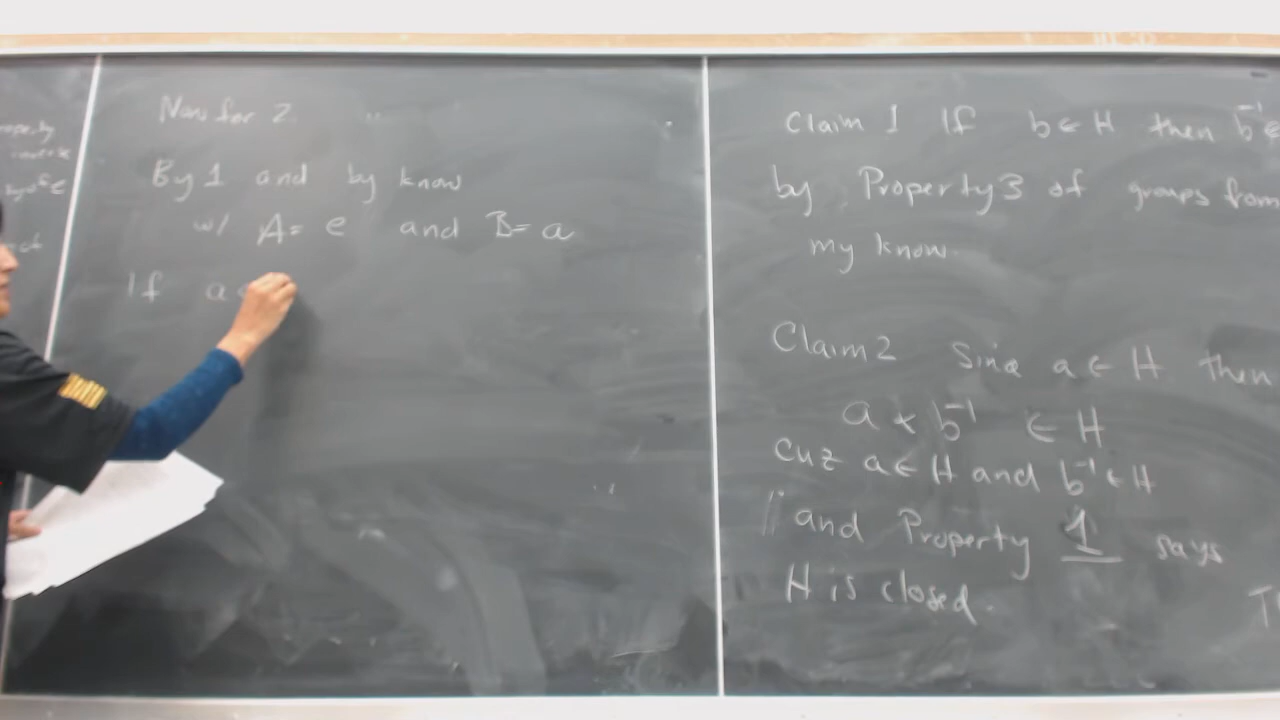 Now for 2.
By 1 and by know
w/ A = e and B = a
If a
Claim 1 If b ∈ H then b⁻¹ ∈
by Property 3 of groups from
my know.
Claim 2 Sinc a ∈ H then
a * b⁻¹ ∈ H
cuz a ∈ H and b⁻¹ ∈ H
and Property 1 says
H is closed.